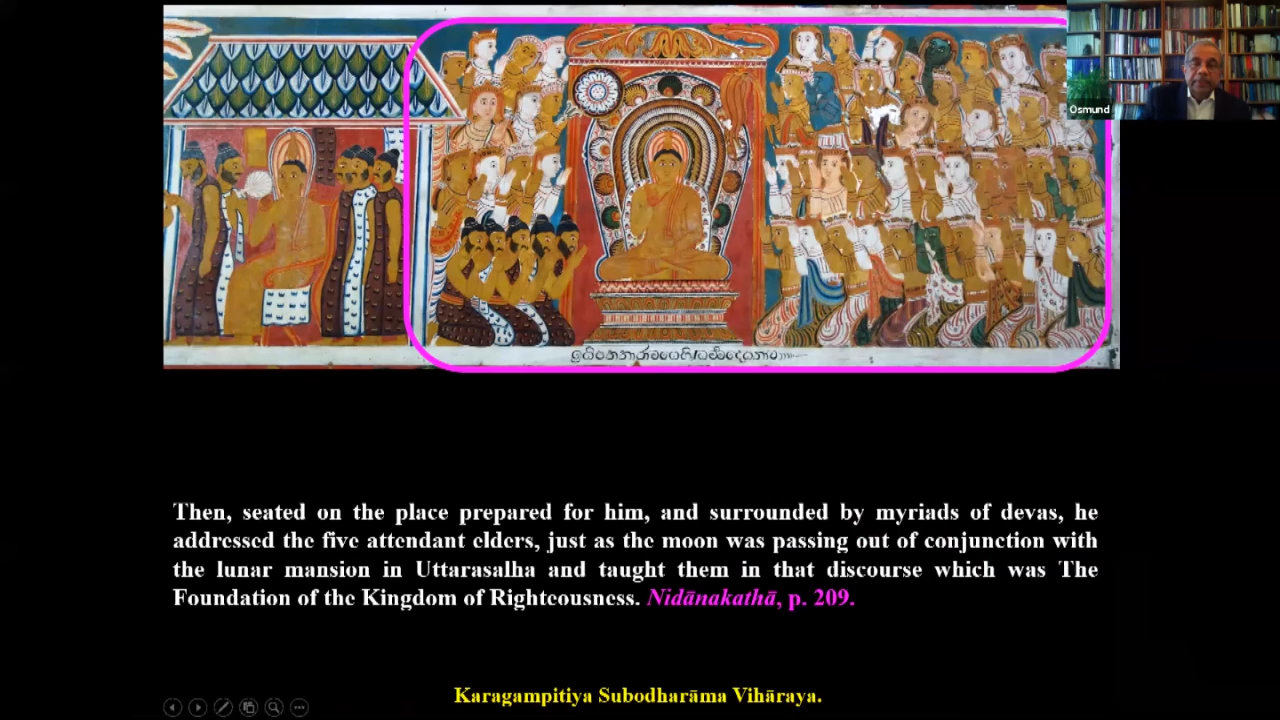 Osmund
Then, seated on the place prepared for him, and surrounded by myriads of devas, he
addressed the five attendant elders, just as the moon was passing out of conjunction with
the lunar mansion in Uttarasalha and taught them in that discourse which was The
Foundation of the Kingdom of Righteousness. Nidānakathā, p. 209.
Karagampitiya Subodharāma Vihāraya.